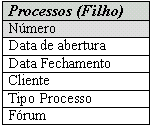 Processos (Filho)
Número
Data de abertura
Data Fechamento
Cliente
Tipo Processo
Fórum